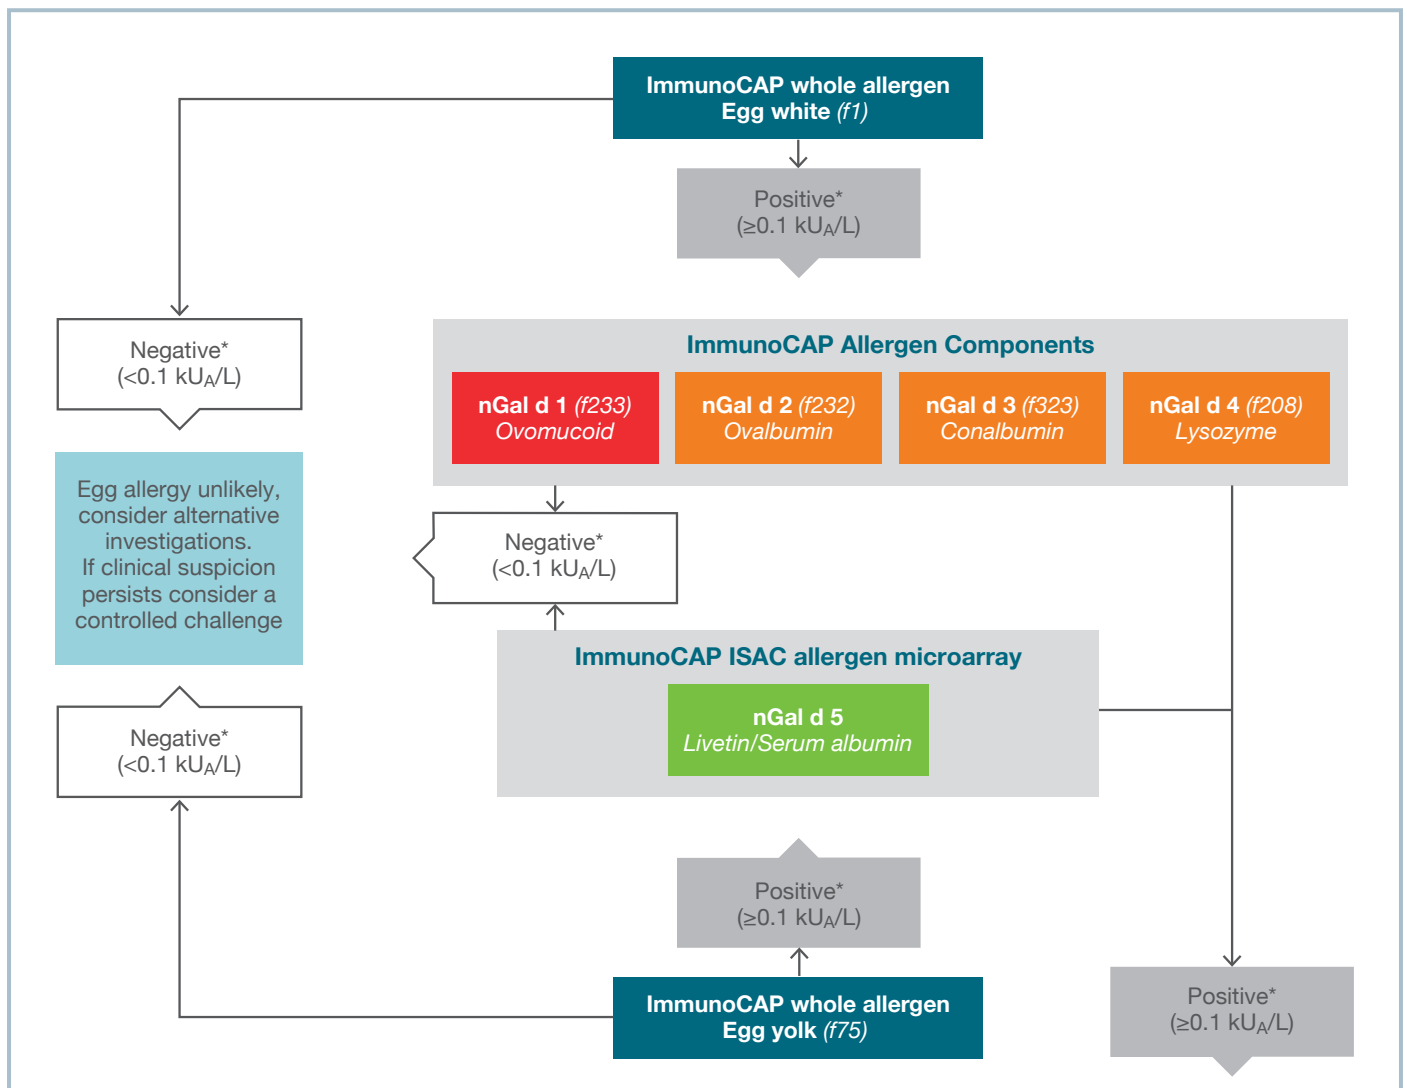 ImmunoCAP whole allergen
Egg white (f1)
Positive*
(≥0.1 kUA/L)
Negative*
(<0.1 kUA/L)
ImmunoCAP Allergen Components
nGal d 1 (f233)
Ovomucoid
nGal d 2 (f232)
Ovalbumin
nGal d 3 (f323)
Conalbumin
nGal d 4 (f208)
Lysozyme
Egg allergy unlikely,
consider alternative
investigations.
If clinical suspicion
persists consider a
controlled challenge
Negative*
(<0.1 kUA/L)
ImmunoCAP ISAC allergen microarray
nGal d 5
Livetin/Serum albumin
Negative*
(<0.1 kUA/L)
Positive*
(≥0.1 kUA/L)
ImmunoCAP whole allergen
Egg yolk (f75)
Positive*
(≥0.1 kUA/L)